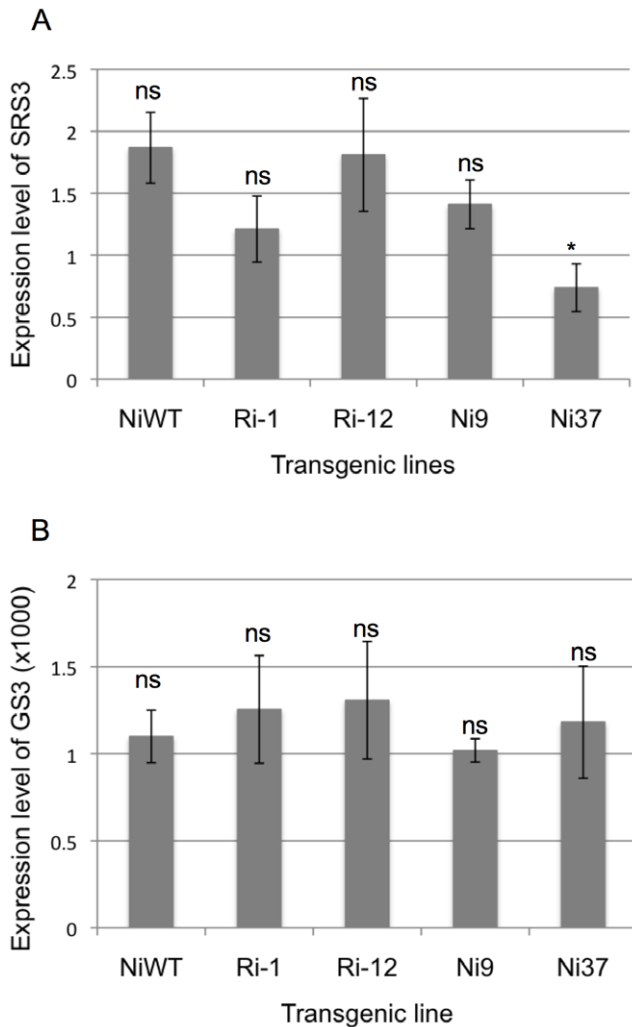 A
Expression level of SRS3
2.5
2
1.5
1
0.5
0
ns
ns
ns
ns
*
NiWT Ri-1 Ri-12 Ni9 Ni37
Transgenic lines
B
Expression level of GS3 (x1000)
2
1.5
1
0.5
0
ns
ns
ns
ns
ns
NiWT Ri-1 Ri-12 Ni9 Ni37
Transgenic line